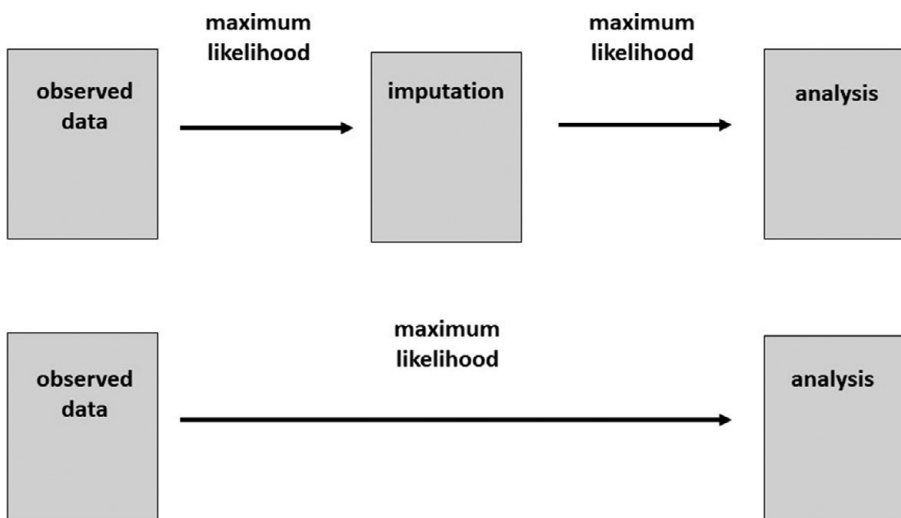 maximum
likelihood
maximum
likelihood
observed
data
imputation
analysis
maximum
likelihood
observed
data
analysis